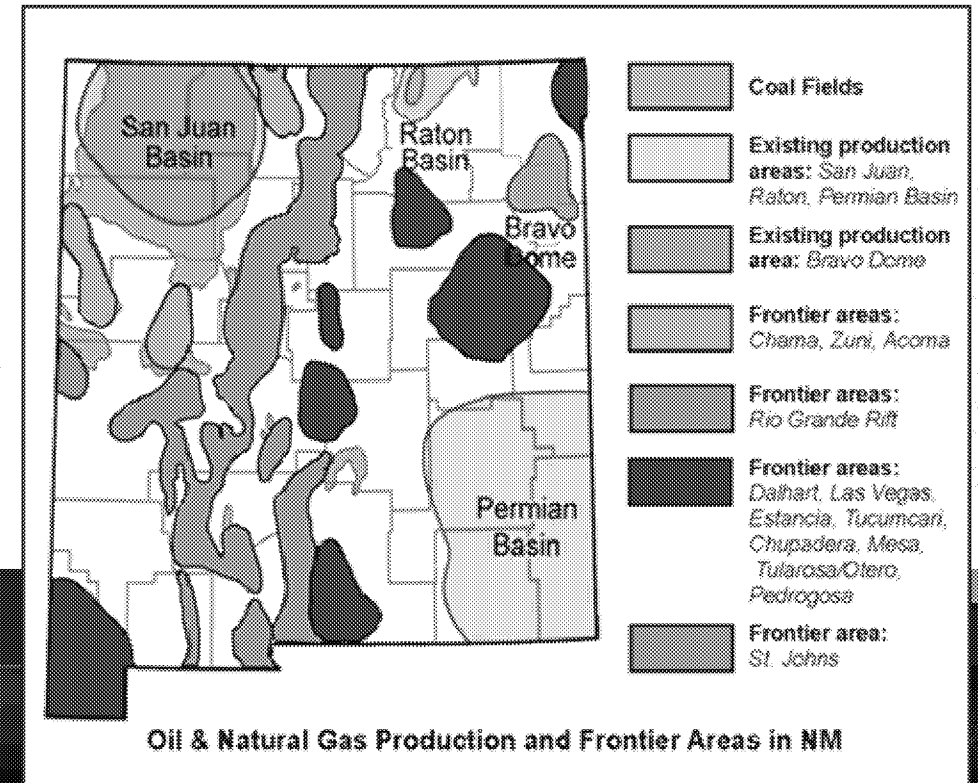 San Juan
Basin
Raton
Basin
Bravo
Dome
Permian
Basin
Coal Fields
Existing production
areas: San Juan,
Raton, Permian Basin
Existing production
area: Bravo Dome
Frontier areas:
Chama, Zuni, Acoma
Frontier areas:
Rio Grande Rift
Frontier areas:
Dalhart, Las Vegas,
Estancia, Tucumcari,
Chupadera, Mesa,
Tularosa/Otero,
Pedrogosa
Frontier area:
St. Johns
Oil & Natural Gas Production and Frontier Areas in NM